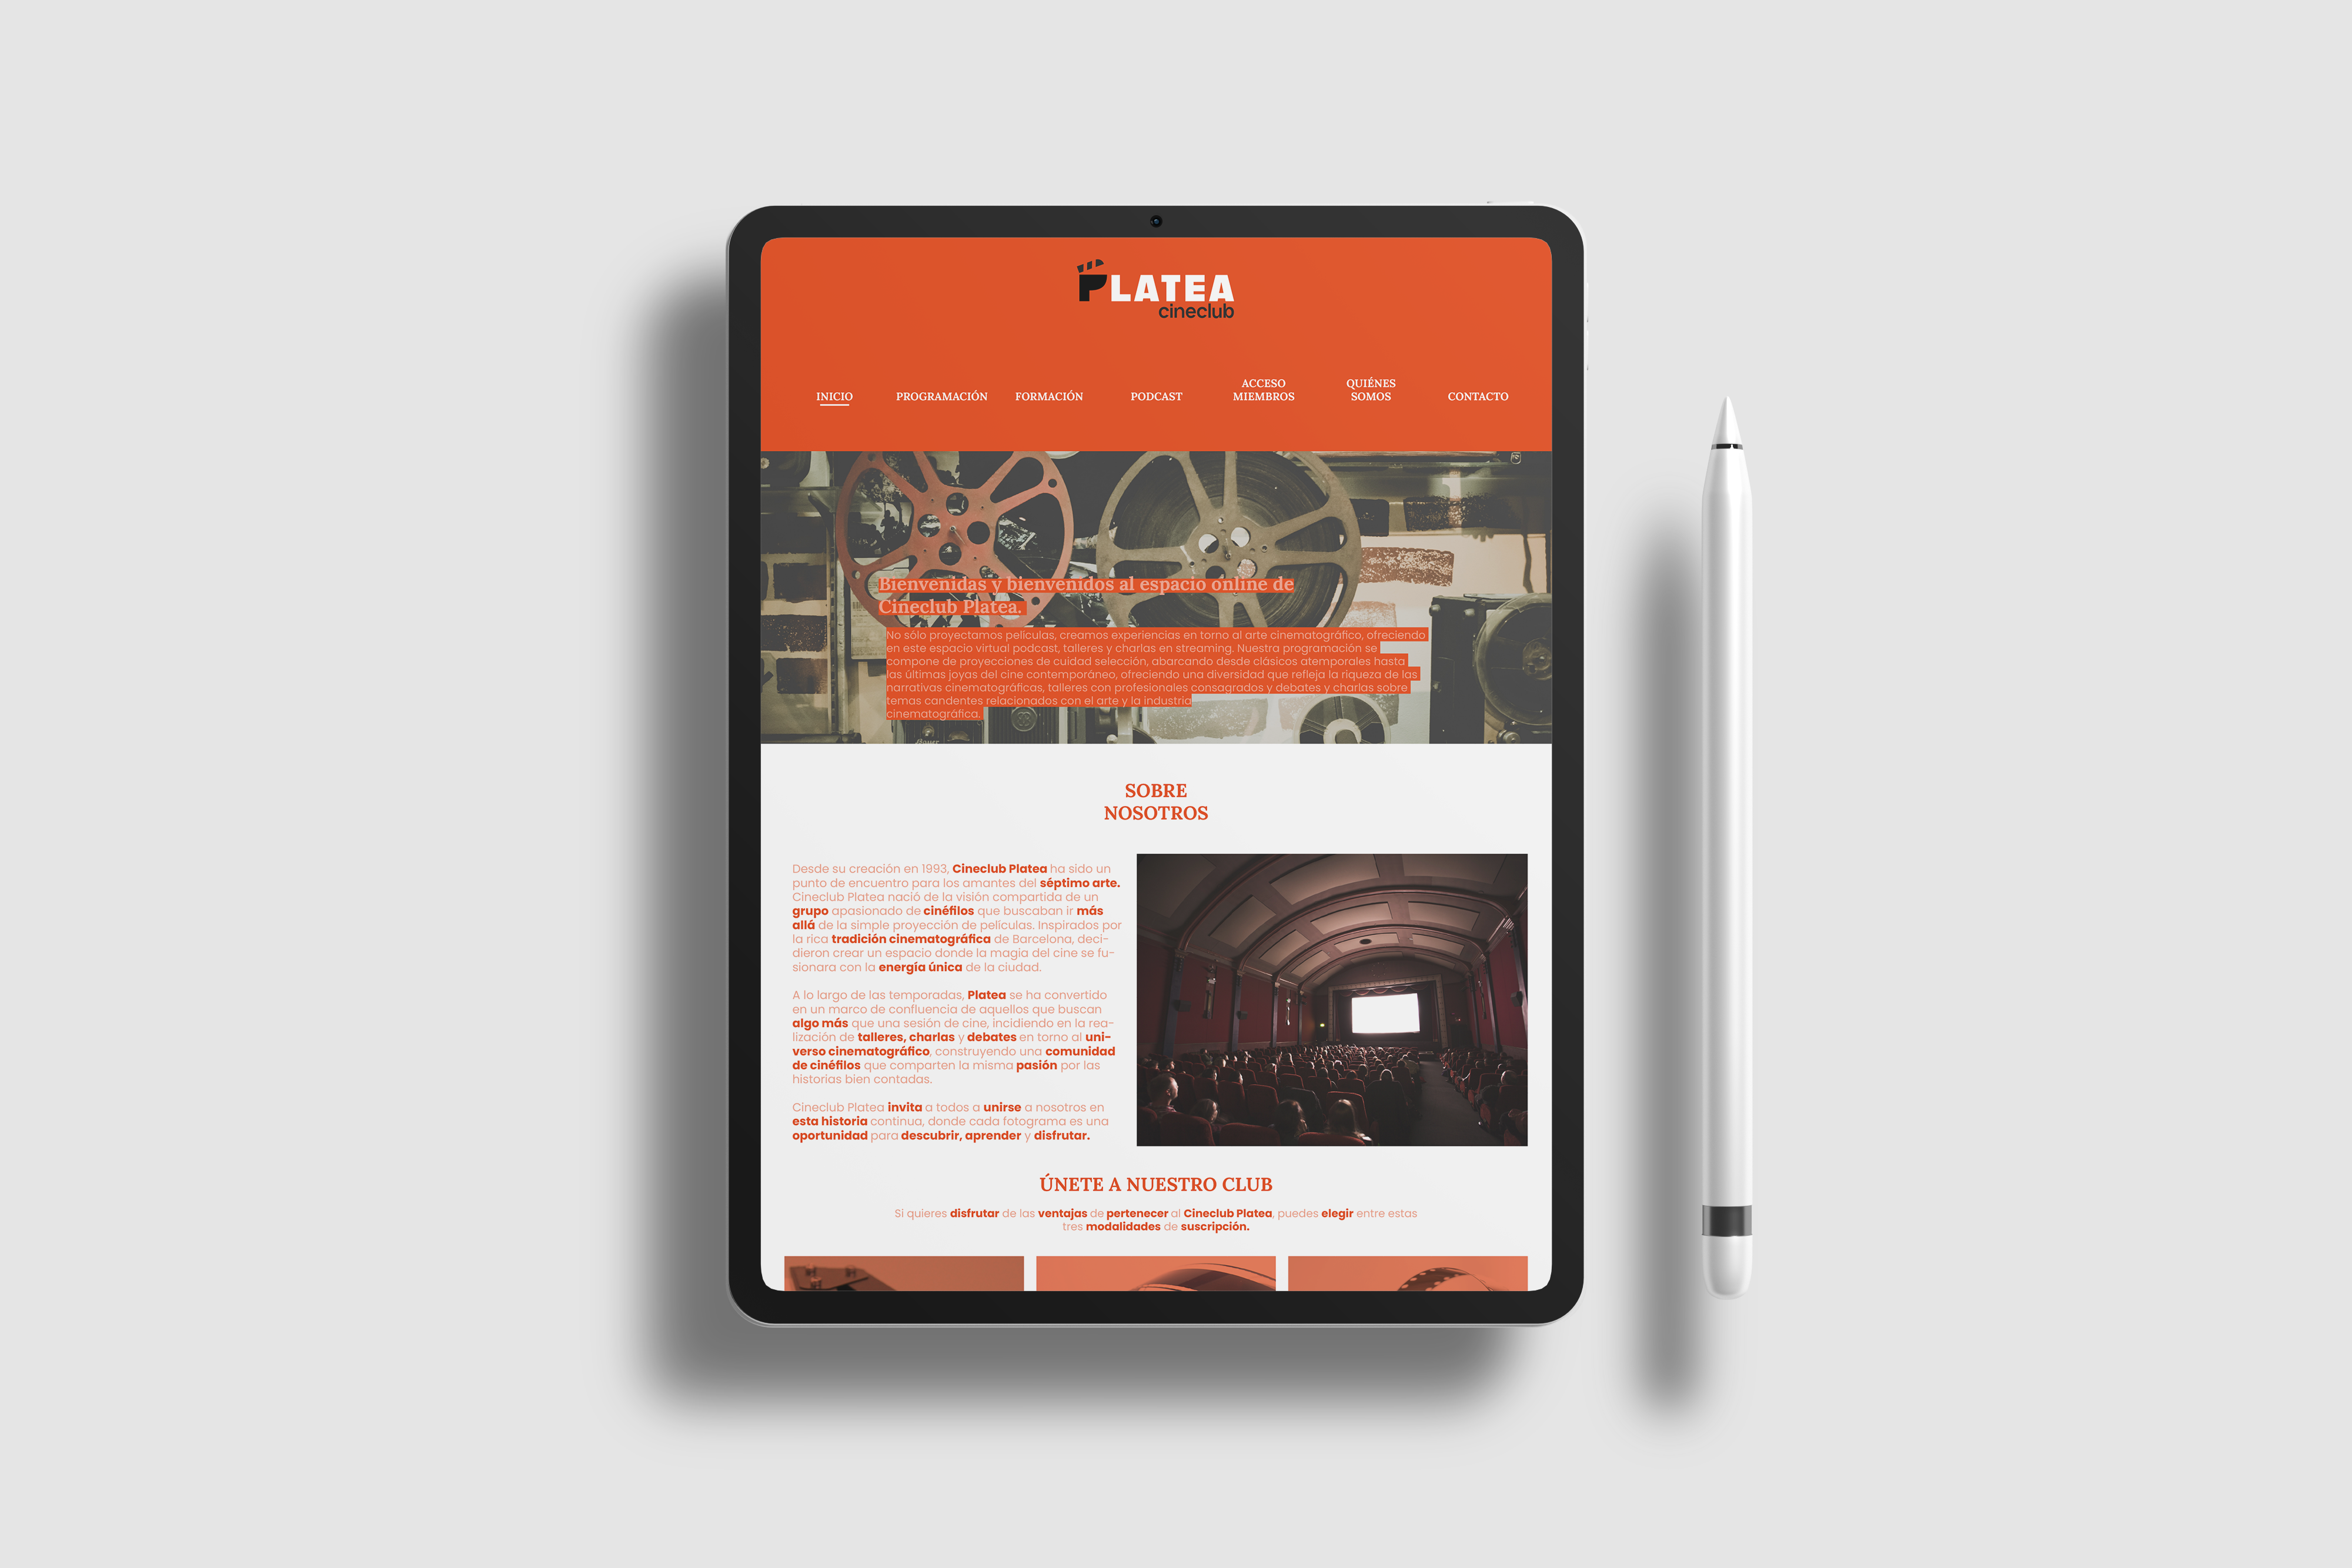 PLATEA
cineclub
INICIO
PROGRAMACIÓN
FORMACIÓN
PODCAST
ACCESO
MIEMBROS
QUIÉNES
SOMOS
CONTACTO
Bienvenidas y bienvenidos al espacio online de
Cineclub Platea.
No sólo proyectamos películas, creamos experiencias en torno al arte cinematográfico, ofreciendo
en este espacio virtual podcast, talleres y charlas en streaming. Nuestra programación se
compone de proyecciones de cuidad selección, abarcando desde clásicos atemporales hasta
las últimas joyas del cine contemporáneo, ofreciendo una diversidad que refleja la riqueza de las
narrativas cinematográficas, talleres con profesionales consagrados y debates y charlas sobre
temas candentes relacionados con el arte y la industria
cinematográfica.
SOBRE
NOSOTROS
Desde su creación en 1993, Cineclub Platea ha sido un
punto de encuentro para los amantes del séptimo arte.
Cineclub Platea nació de la visión compartida de un
grupo apasionado de cinéfilos que buscaban ir más
allá de la simple proyección de películas. Inspirados por
la rica tradición cinematográfica de Barcelona, deci-
dieron crear un espacio donde la magia del cine se fu-
sionara con la energía única de la ciudad.
A lo largo de las temporadas, Platea se ha convertido
en un marco de confluencia de aquellos que buscan
algo más que una sesión de cine, incidiendo en la rea-
lización de talleres, charlas y debates en torno al uni-
verso cinematográfico, construyendo una comunidad
de cinéfilos que comparten la misma pasión por las
historias bien contadas.
Cineclub Platea invita a todos a unirse a nosotros en
esta historia continua, donde cada fotograma es una
oportunidad para descubrir, aprender y disfrutar.
ÚNETE A NUESTRO CLUB
Si quieres disfrutar de las ventajas de pertenecer al Cineclub Platea, puedes elegir entre estas
tres modalidades de suscripción.